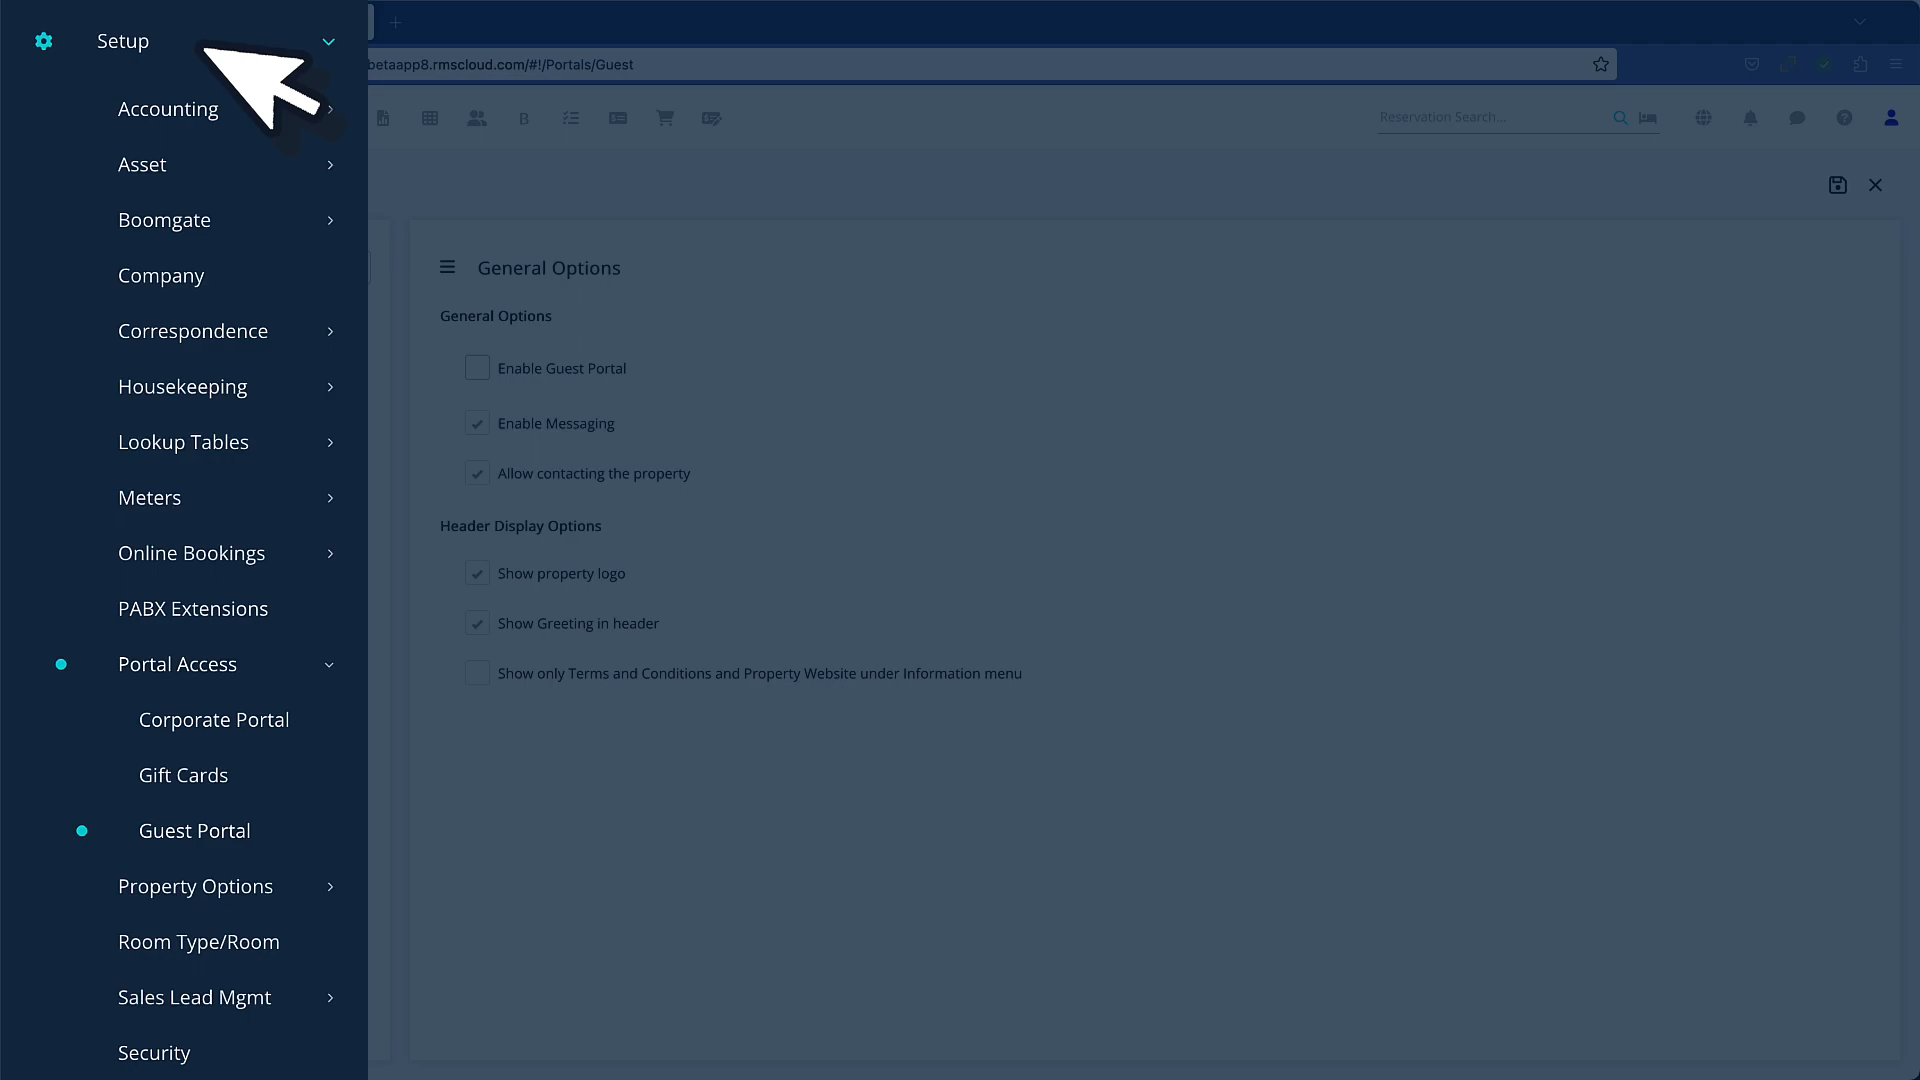 Setup
Accounting
Asset
Boomgate
Company
Correspondence
Housekeeping
Lookup Tables
Meters
Online Bookings
PABX Extensions
Portal Access
Corporate Portal
Gift Cards
Guest Portal
Property Options
Room Type/Room
Sales Lead Mgmt
Security
betaapp8.rmscloud.com/#!/Portals/Guest
B
Reservation Search...
General Options
General Options
Enable Guest Portal
Enable Messaging
Allow contacting the property
Header Display Options
Show property logo
Show Greeting in header
Show only Terms and Conditions and Property Website under Information menu